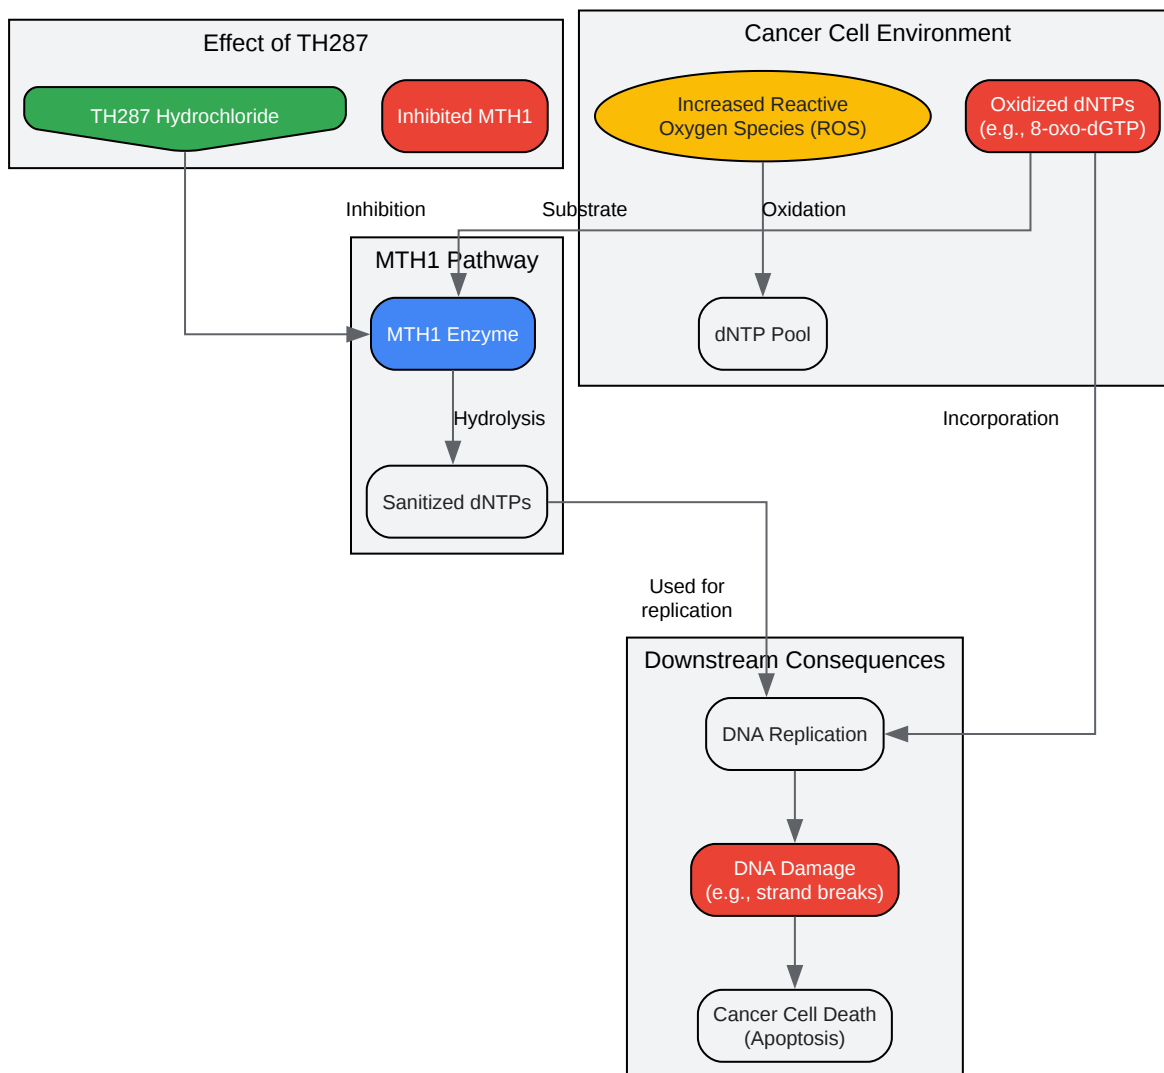 Effect of TH287
TH287 Hydrochloride
Inhibited MTH1
Cancer Cell Environment
Increased Reactive
Oxygen Species (ROS)
Oxidized dNTPs
(e.g., 8-oxo-dGTP)
Inhibition
Substrate
Oxidation
MTH1 Pathway
MTH1 Enzyme
dNTP Pool
Hydrolysis
Incorporation
Sanitized dNTPs
Used for
replication
Downstream Consequences
DNA Replication
DNA Damage
(e.g., strand breaks)
Cancer Cell Death
(Apoptosis)